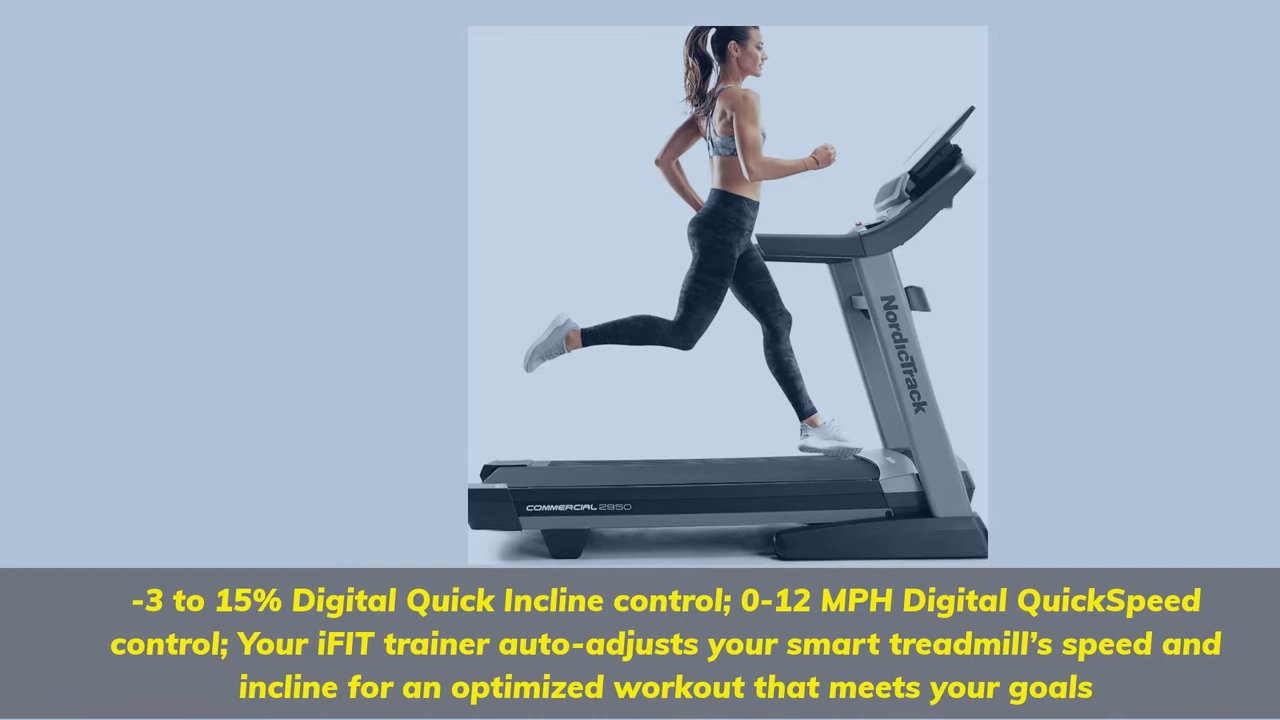 NordicTrack
COMMERCIAL 2950
-3 to 15% Digital Quick Incline control; 0-12 MPH Digital QuickSpeed
control; Your iFIT trainer auto-adjusts your smart treadmill’s speed and
incline for an optimized workout that meets your goals